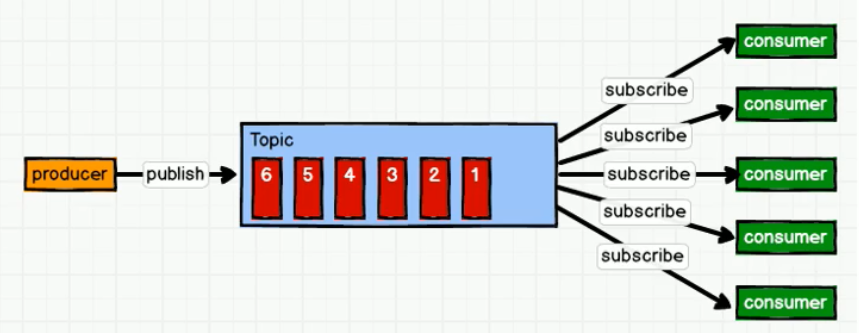 consumer
subscribe
consumer
Topic
subscribe
producer
publish
6 5 4 3 2 1
subscribe
consumer
subscribe
consumer
subscribe
consumer